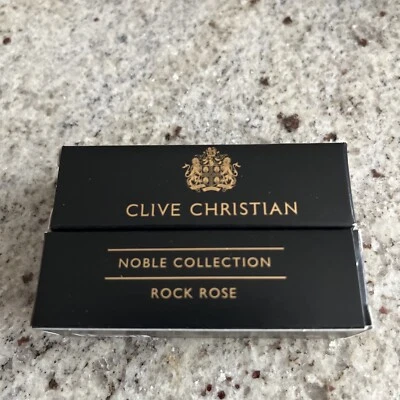 CLIVE CHRISTIAN
NOBLE COLLECTION
ROCK ROSE